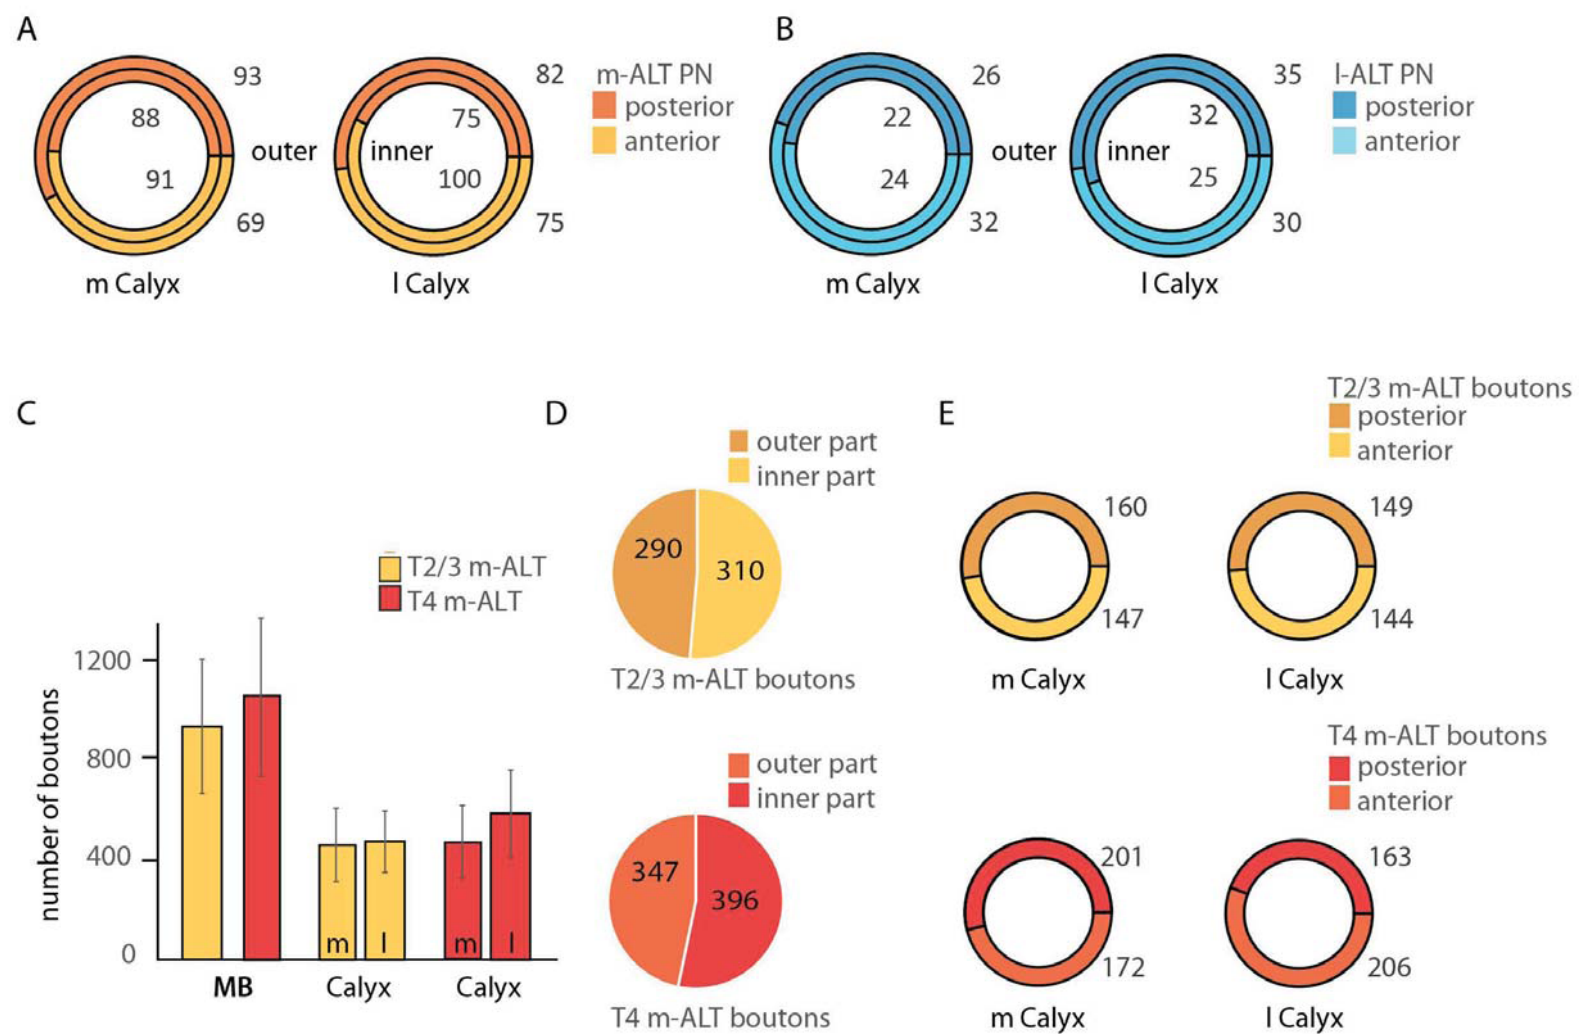 A
93
88
outer
91
69
m Calyx
82
75
inner
100
75
l Calyx
m-ALT PN
posterior
anterior
B
26
22
outer
24
32
m Calyx
35
32
inner
25
30
l Calyx
l-ALT PN
posterior
anterior
C
T2/3 m-ALT
T4 m-ALT
number of boutons
1200
800
400
0
m l
m l
MB Calyx Calyx
D
outer part
inner part
290
310
T2/3 m-ALT boutons
outer part
inner part
347
396
T4 m-ALT boutons
E
T2/3 m-ALT boutons
posterior
anterior
160
147
m Calyx
149
144
l Calyx
T4 m-ALT boutons
posterior
anterior
201
172
m Calyx
163
206
l Calyx